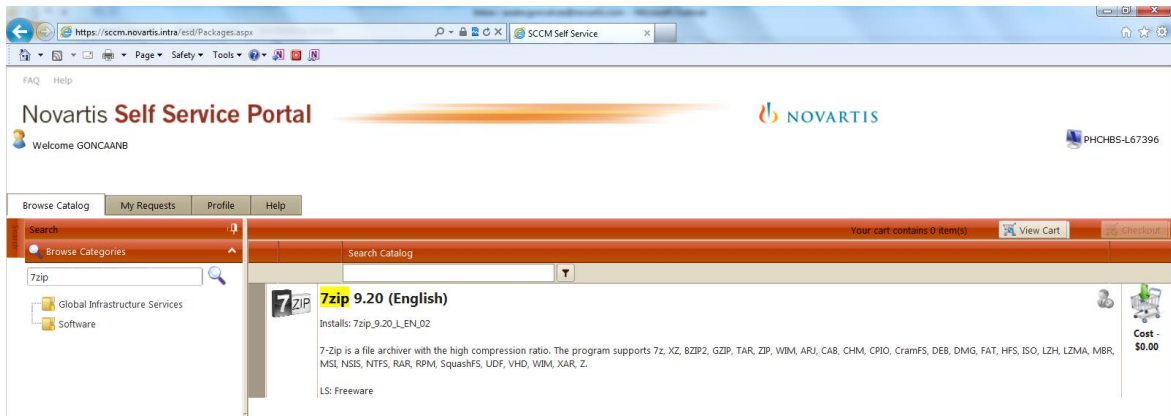 https://sccm.novartis.intra/esd/Packages.aspx
SCCM Self Service
Page Safety Tools
FAQ Help
Novartis Self Service Portal
NOVARTIS
Welcome GONCAANB
PHCHBS-L67396
Browse Catalog My Requests Profile Help
Search
Your cart contains 0 item(s) View Cart Checkout
Browse Categories
Search Catalog
7zip
Global Infrastructure Services
Software
7 ZIP
7zip 9.20 (English)
Installs: 7zip_9.20_L_EN_02
7-Zip is a file archiver with the high compression ratio. The program supports 7z, XZ, BZIP2, GZIP, TAR, ZIP, WIM, ARJ, CAB, CHM, CPIO, CramFS, DEB, DMG, FAT, HFS, ISO, LZH, LZMA, MBR,
MSI, NSIS, NTFS, RAR, RPM, SquashFS, UDF, VHD, WIM, XAR, Z.
LS: Freeware
Cost -
$0.00